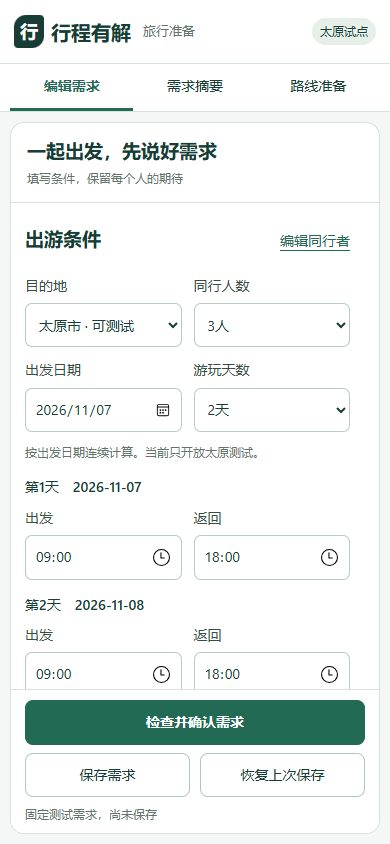 行 行程有解 旅行准备 太原试点
编辑需求 需求摘要 路线准备
一起出发，先说好需求
填写条件，保留每个人的期待
出游条件 编辑同行者
目的地 同行人数
太原市 · 可测试 3人
出发日期 游玩天数
2026/11/07 2天
按出发日期连续计算。当前只开放太原测试。
第1天 2026-11-07
出发 返回
09:00 18:00
第2天 2026-11-08
出发 返回
09:00 18:00
检查并确认需求
保存需求 恢复上次保存
固定测试需求，尚未保存